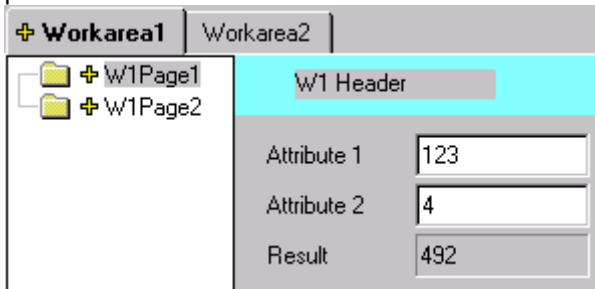 Workarea1 Workarea2
W1Page1
W1Page2
W1 Header
Attribute 1 123
Attribute 2 4
Result 492